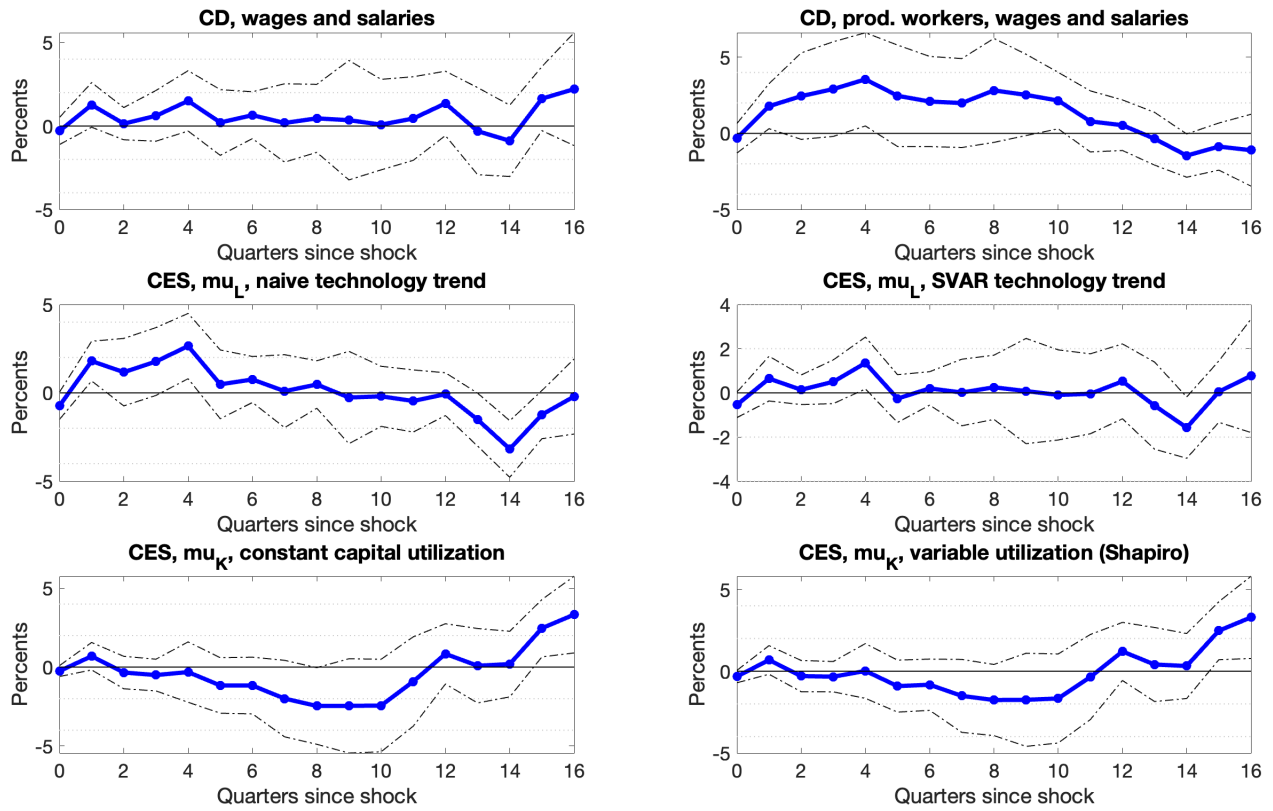 CD, wages and salaries
5
0
-5
Percents
0 2 4 6 8 10 12 14 16
Quarters since shock
CD, prod. workers, wages and salaries
5
0
-5
Percents
0 2 4 6 8 10 12 14 16
Quarters since shock
CES, mu_L, naive technology trend
5
0
-5
Percents
0 2 4 6 8 10 12 14 16
Quarters since shock
CES, mu_L, SVAR technology trend
4
2
0
-2
-4
Percents
0 2 4 6 8 10 12 14 16
Quarters since shock
CES, mu_K, constant capital utilization
5
0
-5
Percents
0 2 4 6 8 10 12 14 16
Quarters since shock
CES, mu_K, variable utilization (Shapiro)
5
0
-5
Percents
0 2 4 6 8 10 12 14 16
Quarters since shock